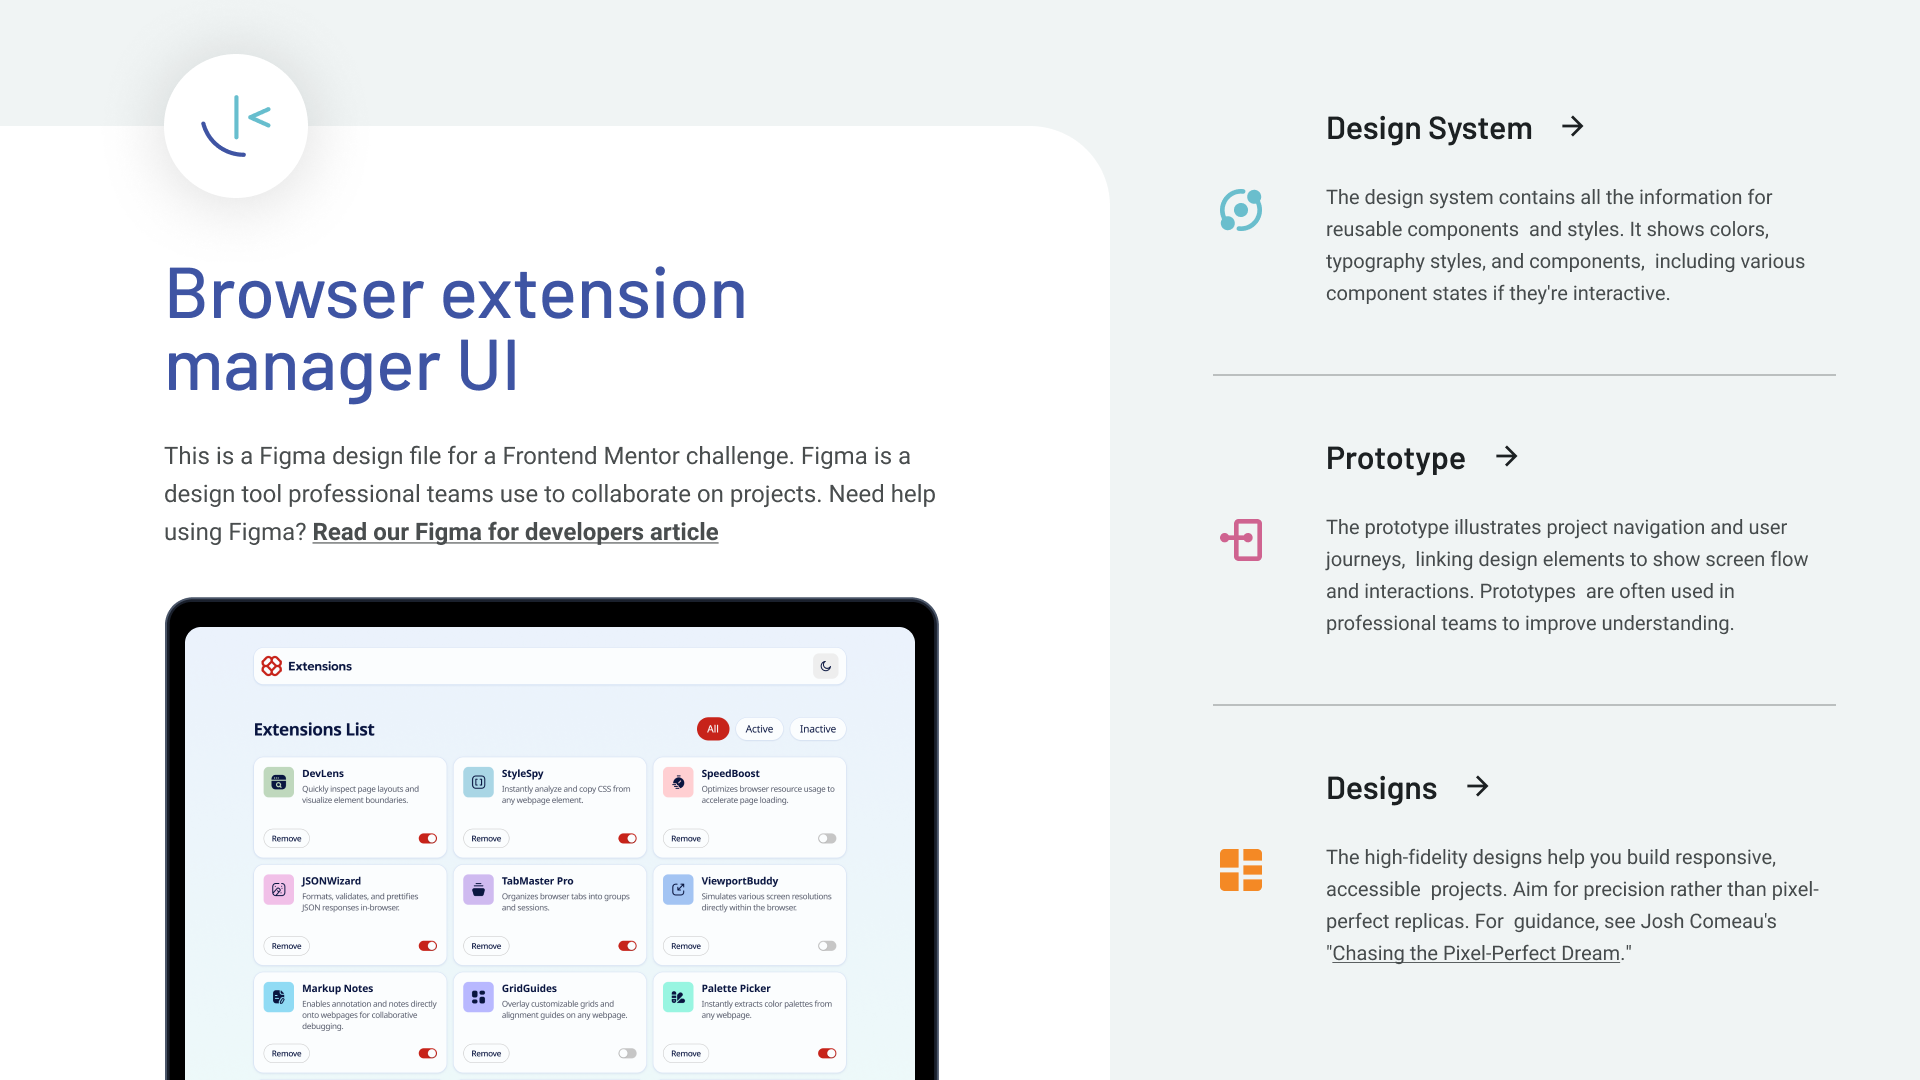 Browser extension
manager UI
This is a Figma design file for a Frontend Mentor challenge. Figma is a
design tool professional teams use to collaborate on projects. Need help
using Figma? Read our Figma for developers article
Extensions
Extensions List
All
Active
Inactive
DevLens
Quickly inspect page layouts and
visualize element boundaries.
Remove
StyleSpy
Instantly analyze and copy CSS from
any webpage element.
Remove
SpeedBoost
Optimizes browser resource usage to
accelerate page loading.
Remove
JSONWizard
Formats, validates, and prettifies
JSON responses in-browser.
Remove
TabMaster Pro
Organizes browser tabs into groups
and sessions.
Remove
ViewportBuddy
Simulates various screen resolutions
directly within the browser.
Remove
Markup Notes
Enables annotation and notes directly
onto webpages for collaborative
debugging.
Remove
GridGuides
Overlay customizable grids and
alignment guides on any webpage.
Remove
Palette Picker
Instantly extracts color palettes from
any webpage.
Remove
Design System
The design system contains all the information for
reusable components  and styles. It shows colors,
typography styles, and components,  including various
component states if they're interactive.
Prototype
The prototype illustrates project navigation and user
journeys,  linking design elements to show screen flow
and interactions. Prototypes  are often used in
professional teams to improve understanding.
Designs
The high-fidelity designs help you build responsive,
accessible  projects. Aim for precision rather than pixel-
perfect replicas. For  guidance, see Josh Comeau's
"Chasing the Pixel-Perfect Dream."